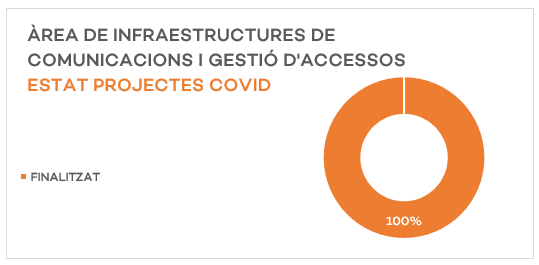 ÀREA DE INFRAESTRUCTURES DE
COMUNICACIONS I GESTIÓ D'ACCESSOS
ESTAT PROJECTES COVID
FINALITZAT
100%